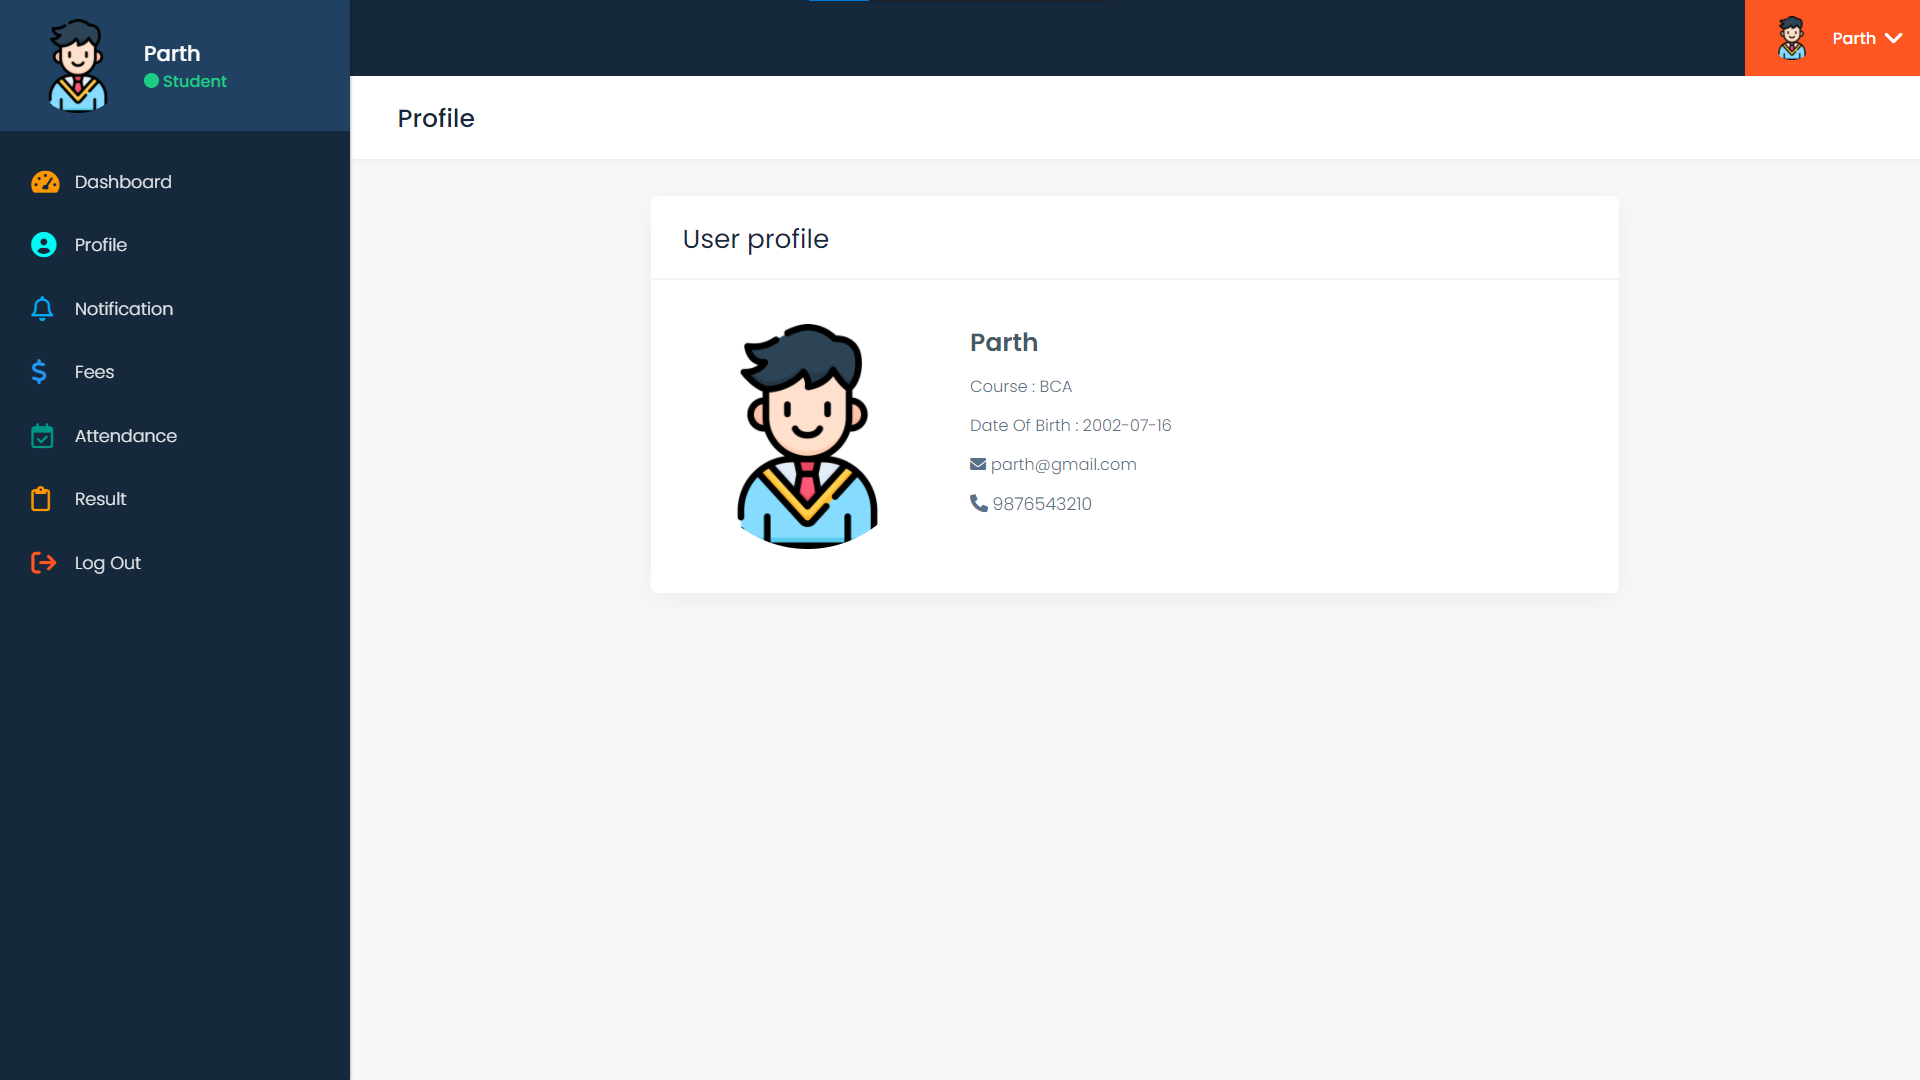 Parth
Student
Parth
Profile
Dashboard
Profile
Notification
Fees
Attendance
Result
Log Out
User profile
Parth
Course : BCA
Date Of Birth : 2002-07-16
parth@gmail.com
9876543210